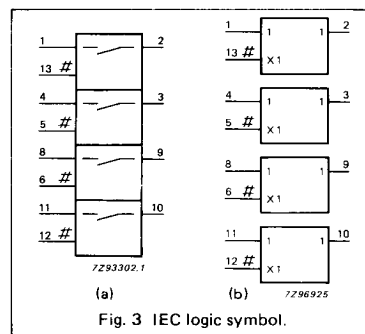 1 2
13 #
4 3
5 #
8 9
6 #
11 10
12 #
7Z93302.1
(a)
1 1 1 2
13 # X1
4 1 1 3
5 # X1
8 1 1 9
6 # X1
11 1 1 10
12 # X1
7Z96925
(b)
Fig. 3 IEC logic symbol.